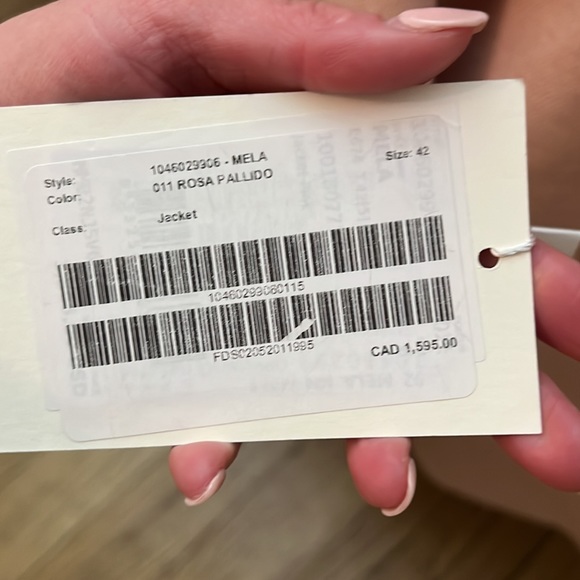 Style: 1046029906 - MELA Size: 42
Color: 011 ROSA PALLIDO
Class: Jacket
10460299060115
FDS02052011995
CAD 1,595.00